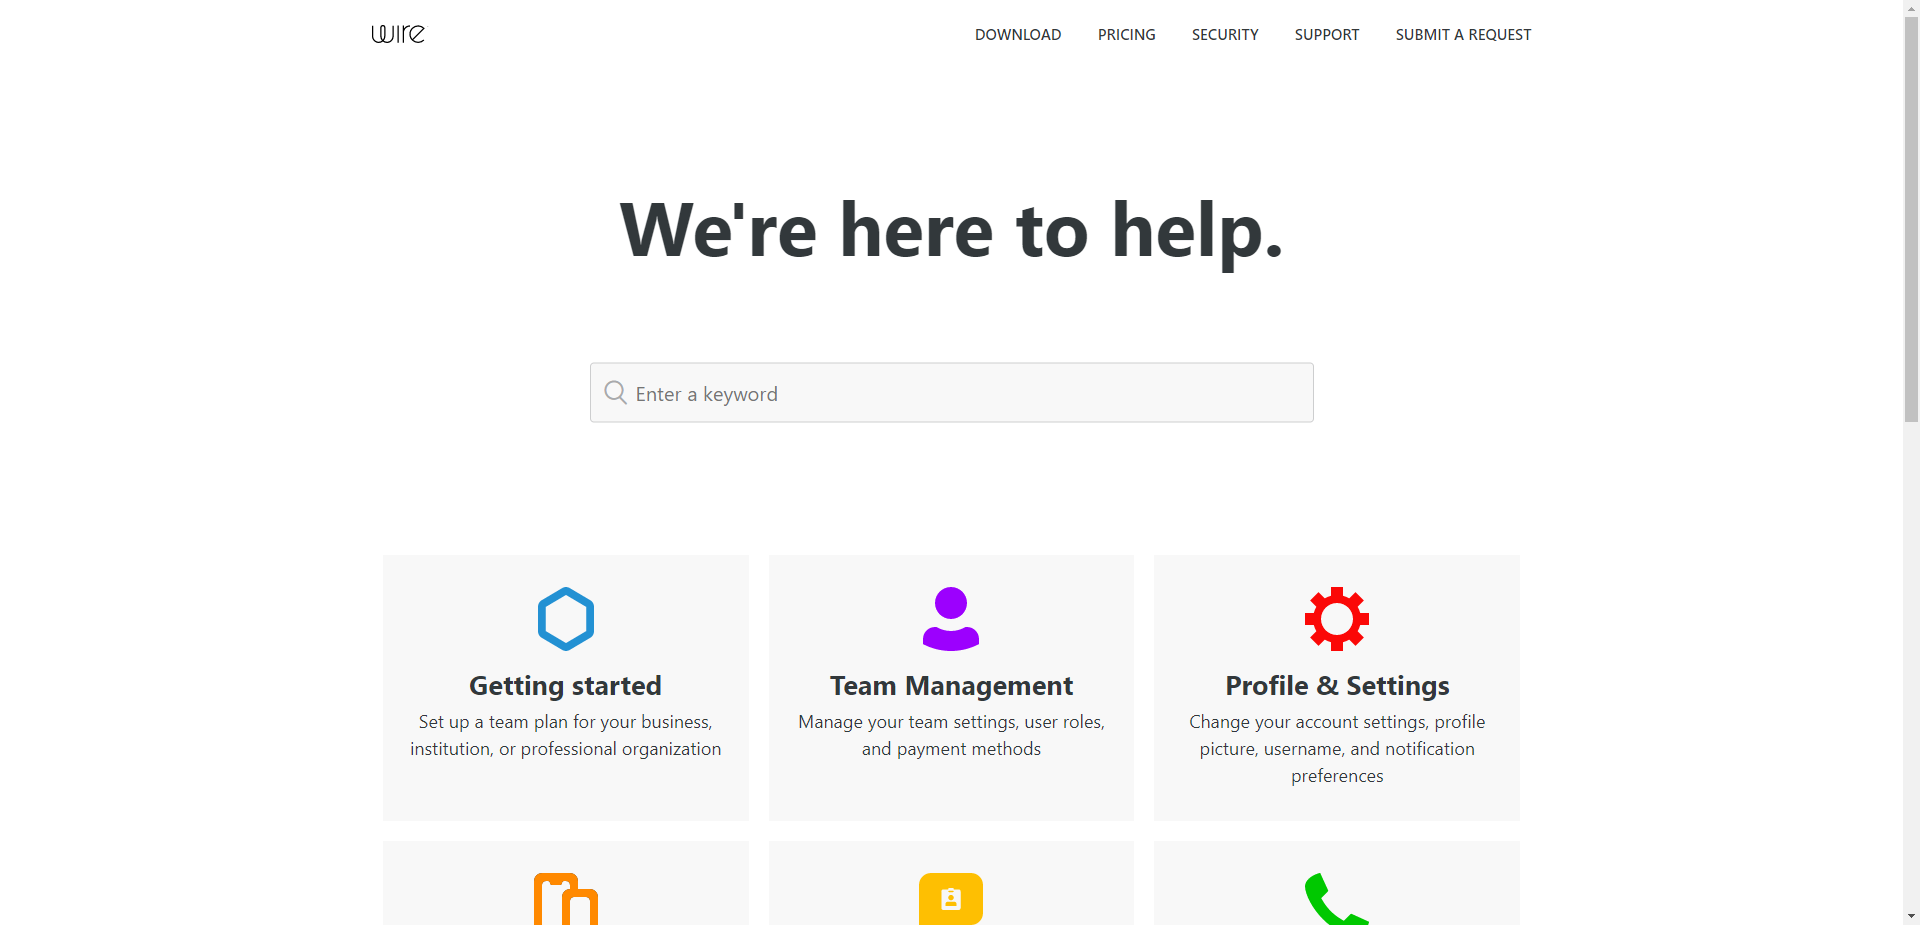 wire
DOWNLOAD PRICING SECURITY SUPPORT SUBMIT A REQUEST
We're here to help.
Enter a keyword
Getting started
Set up a team plan for your business,
institution, or professional organization
Team Management
Manage your team settings, user roles,
and payment methods
Profile & Settings
Change your account settings, profile
picture, username, and notification
preferences